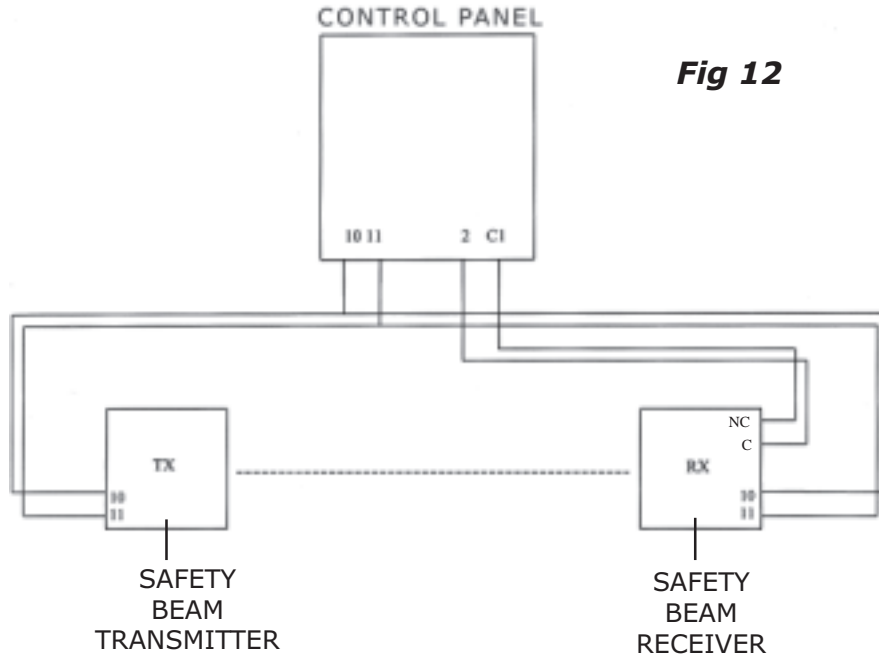 CONTROL PANEL
Fig 12
10 11 2 C1
NC
C
TX
RX
10
11
10
11
SAFETY
BEAM
TRANSMITTER
SAFETY
BEAM
RECEIVER